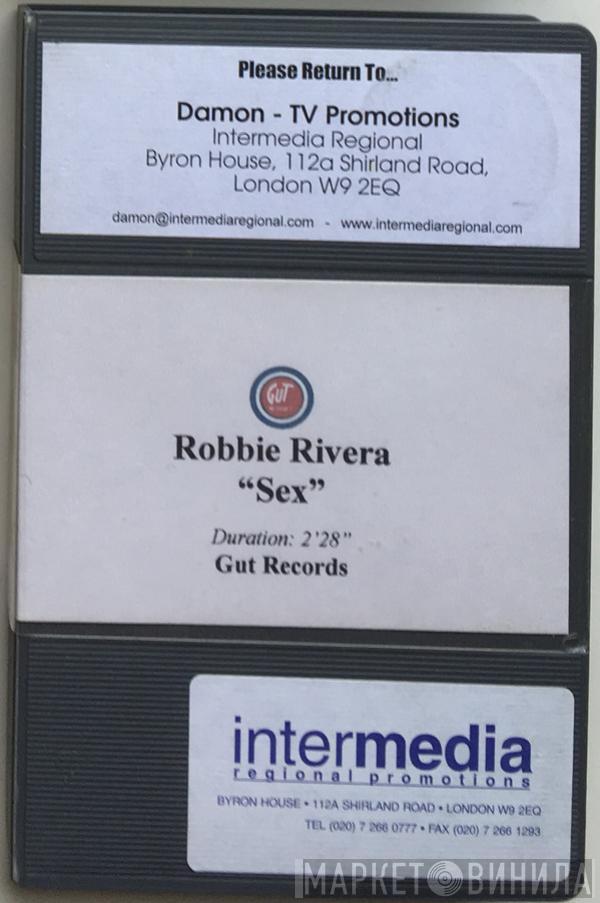 Please Return To...
Damon - TV Promotions
Intermedia Regional
Byron House, 112a Shirland Road,
London W9 2EQ
damon@intermediaregional.com - www.intermediaregional.com
GUT
Robbie Rivera
“Sex”
Duration: 2'28”
Gut Records
intermedia
regional promotions
BYRON HOUSE • 112A SHIRLAND ROAD • LONDON W9 2EQ
TEL (020) 7 266 0777 • FAX (020) 7 266 1293
МАРКЕТ ВИНИЛА